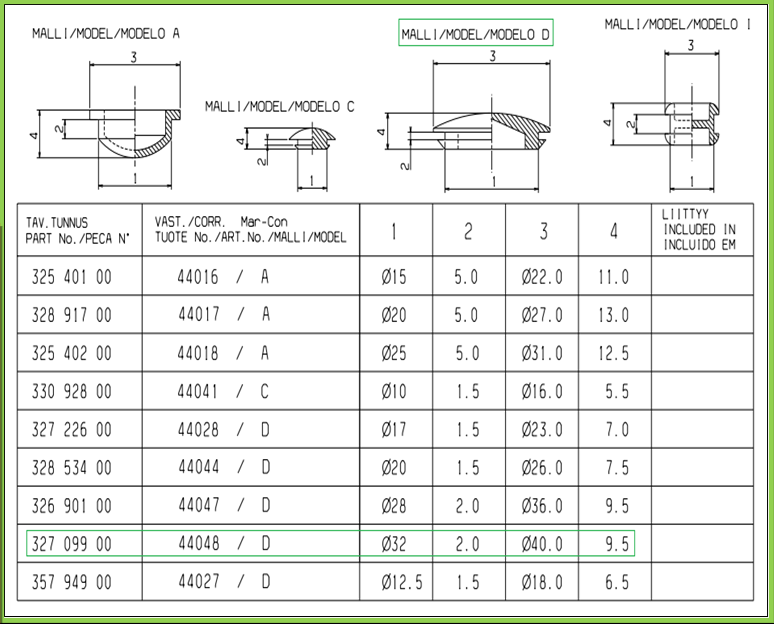 MALLI/MODEL/MODELO A
MALLI/MODEL/MODELO C
MALLI/MODEL/MODELO D
MALLI/MODEL/MODELO I
3
4
2
1
4
2
1
3
4
2
1
3
4
2
1
TAV.TUNNUS
PART No./PECA N°
VAST./CORR. Mar-Con
TUOTE No./ART.No./MALLI/MODEL
1
2
3
4
LIITTYY
INCLUDED IN
INCLUIDO EM
325 401 00 44016 / A Ø15 5.0 Ø22.0 11.0
328 917 00 44017 / A Ø20 5.0 Ø27.0 13.0
325 402 00 44018 / A Ø25 5.0 Ø31.0 12.5
330 928 00 44041 / C Ø10 1.5 Ø16.0 5.5
327 226 00 44028 / D Ø17 1.5 Ø23.0 7.0
328 534 00 44044 / D Ø20 1.5 Ø26.0 7.5
326 901 00 44047 / D Ø28 2.0 Ø36.0 9.5
327 099 00 44048 / D Ø32 2.0 Ø40.0 9.5
357 949 00 44027 / D Ø12.5 1.5 Ø18.0 6.5